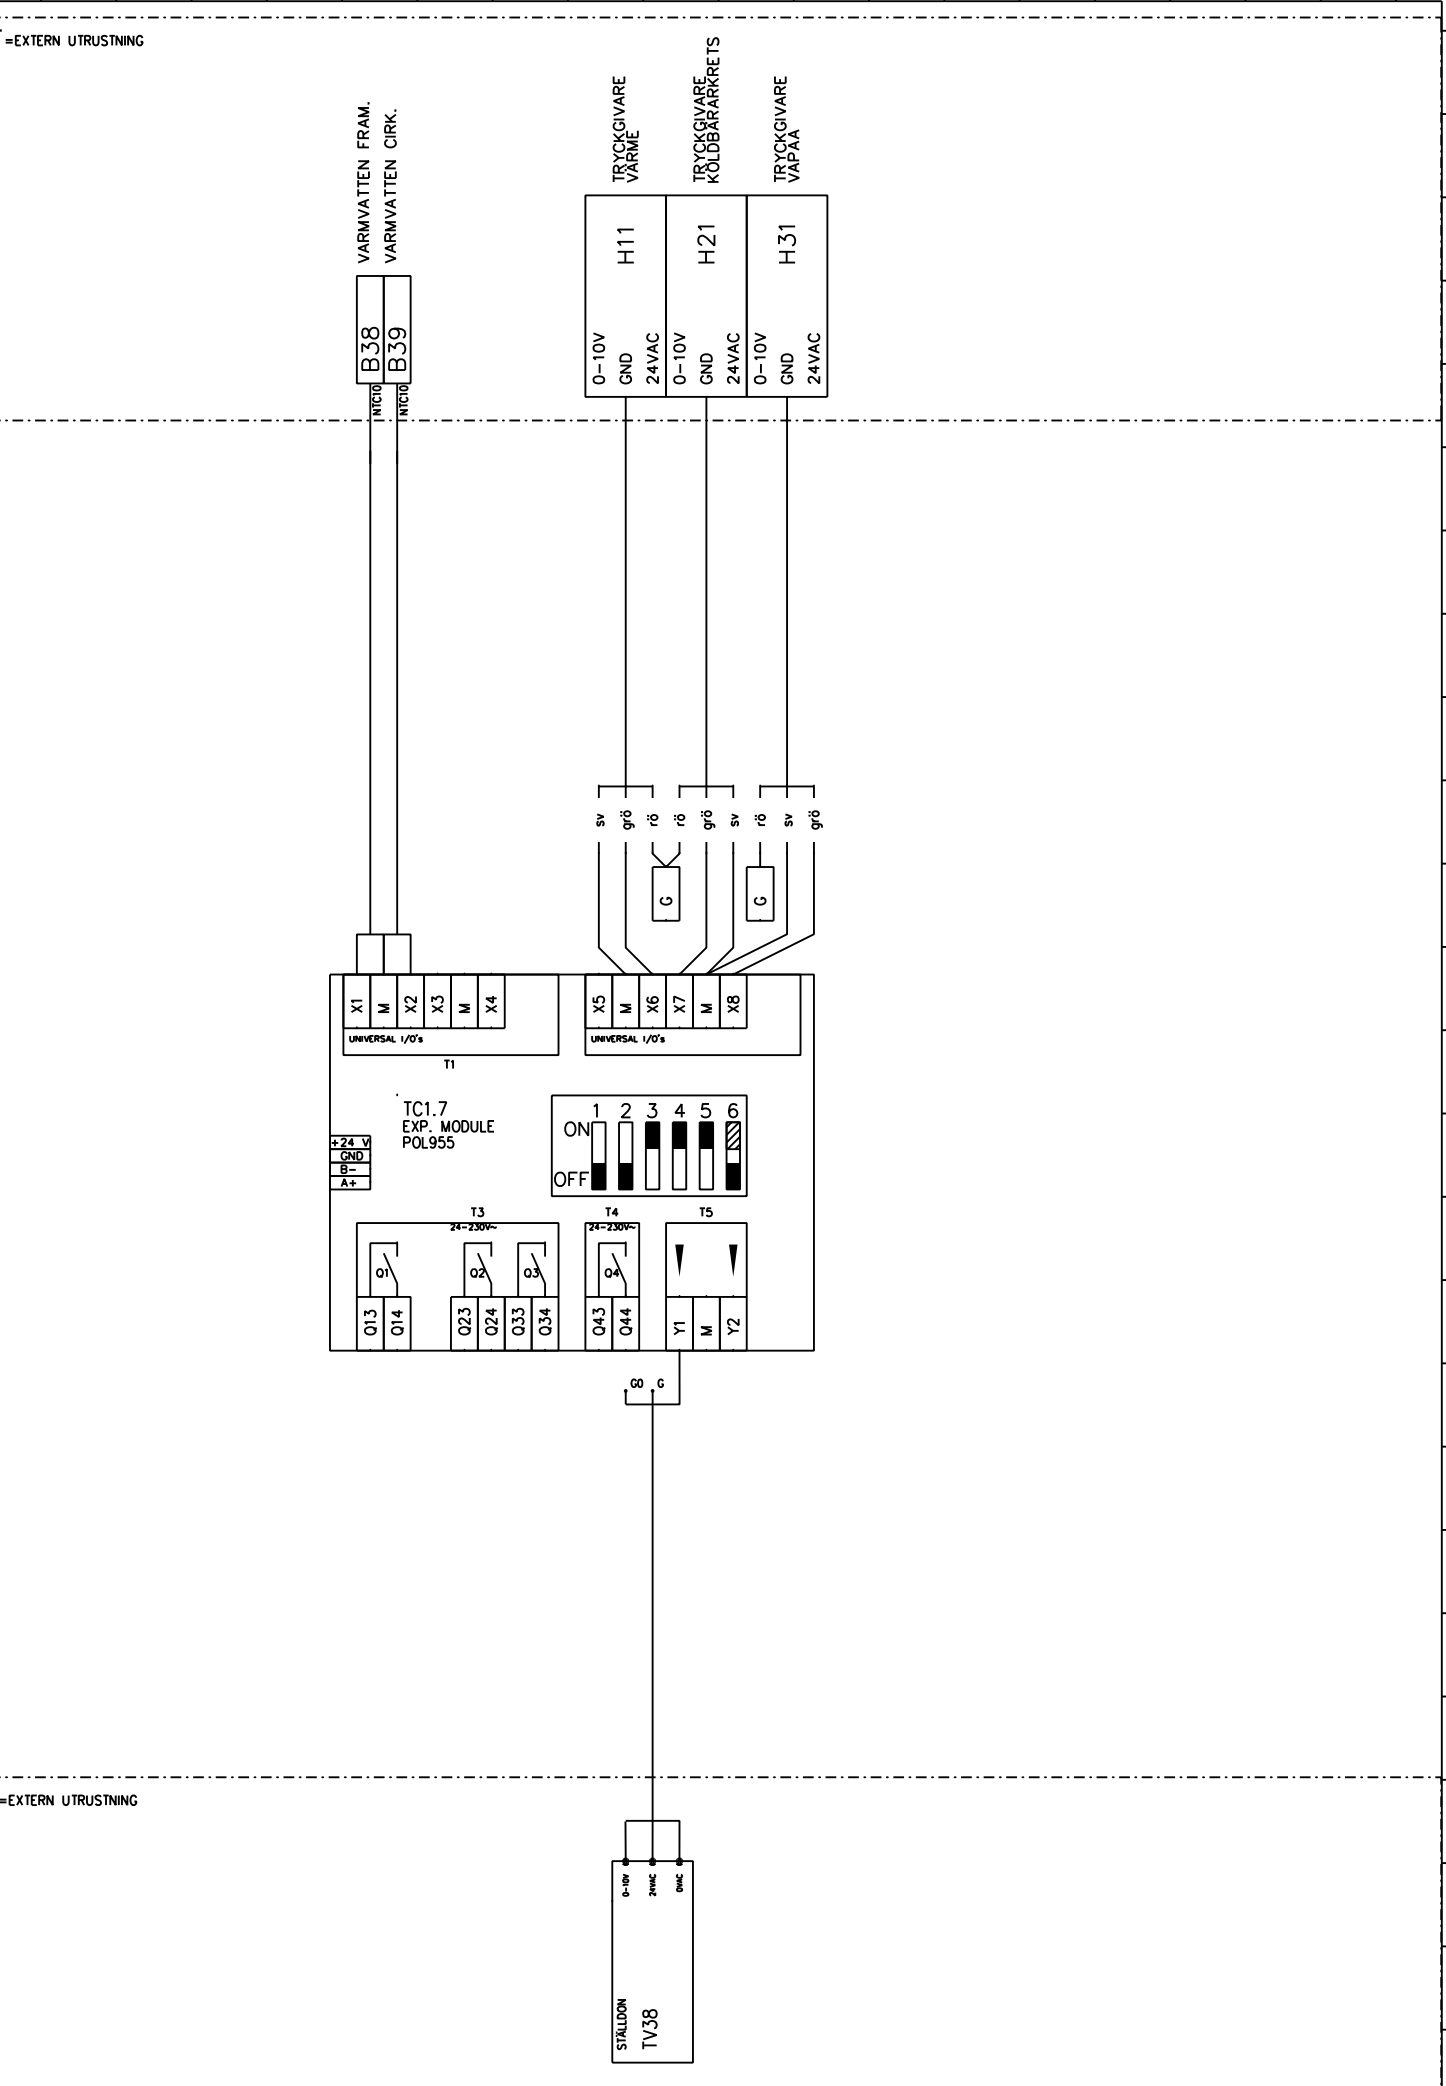 =EXTERN UTRUSTNING
VARMVATTEN FRAM.
VARMVATTEN CIRK.
TRYCKGIVARE
VÄRME
TRYCKGIVARE
KÖLDBÄRARKRETS
TRYCKGIVARE
VAPAA
B38
B39
NTC10
NTC10
H11
H21
H31
0-10V
GND
24VAC
0-10V
GND
24VAC
0-10V
GND
24VAC
sv
grö
rö
rö
grö
sv
rö
sv
grö
G
G
X1
M
X2
X3
M
X4
X5
M
X6
X7
M
X8
UNIVERSAL I/O's
UNIVERSAL I/O's
T1
TC1.7
EXP. MODULE
POL955
1 2 3 4 5 6
ON
OFF
+24 V
GND
B-
A+
T3
24-230V~
T4
24-230V~
T5
Q1
Q2
Q3
Q4
Q13
Q14
Q23
Q24
Q33
Q34
Q43
Q44
Y1
M
Y2
G0 G
=EXTERN UTRUSTNING
0-10V
24VAC
0VAC
STÄLLDON
TV38